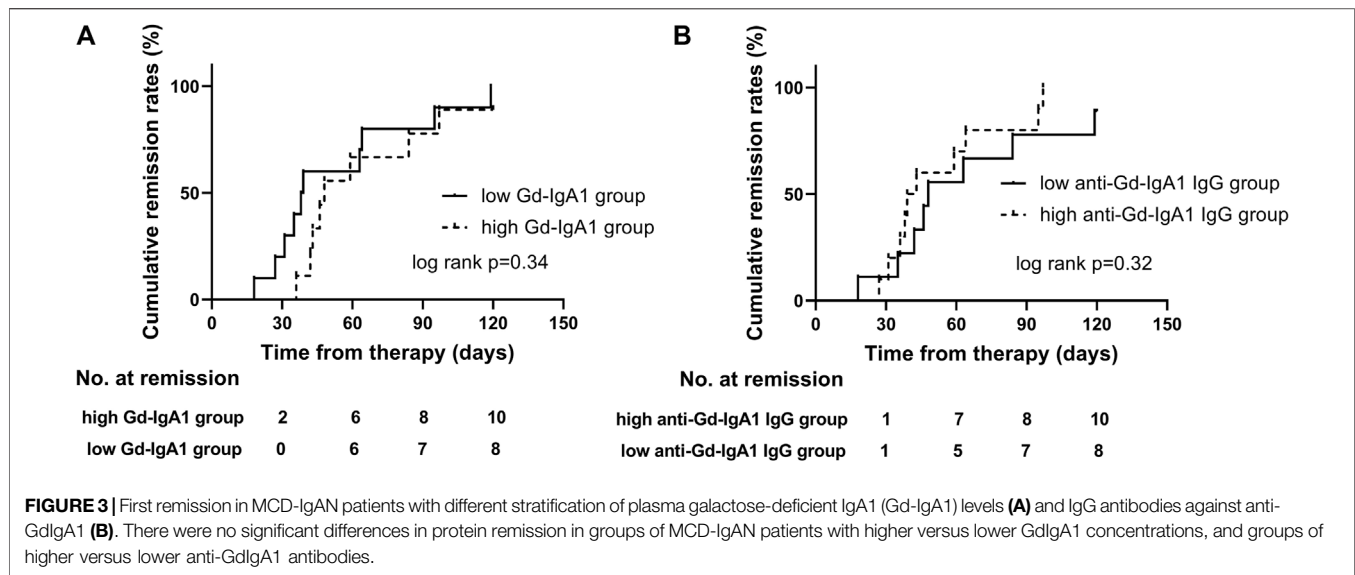 A
Cumulative remission rates (%)
100
50
0
0 30 60 90 120 150
Time from therapy (days)
low Gd-IgA1 group
high Gd-IgA1 group
log rank p=0.34
No. at remission
high Gd-IgA1 group 2 6 8 10
low Gd-IgA1 group 0 6 7 8
B
Cumulative remission rates (%)
100
50
0
0 30 60 90 120 150
Time from therapy (days)
low anti-Gd-IgA1 IgG group
high anti-Gd-IgA1 IgG group
log rank p=0.32
No. at remission
high anti-Gd-IgA1 IgG group 1 7 8 10
low anti-Gd-IgA1 IgG group 1 5 7 8
FIGURE 3 | First remission in MCD-IgAN patients with different stratification of plasma galactose-deficient IgA1 (Gd-IgA1) levels (A) and IgG antibodies against anti-
GdIgA1 (B). There were no significant differences in protein remission in groups of MCD-IgAN patients with higher versus lower GdIgA1 concentrations, and groups of
higher versus lower anti-GdIgA1 antibodies.